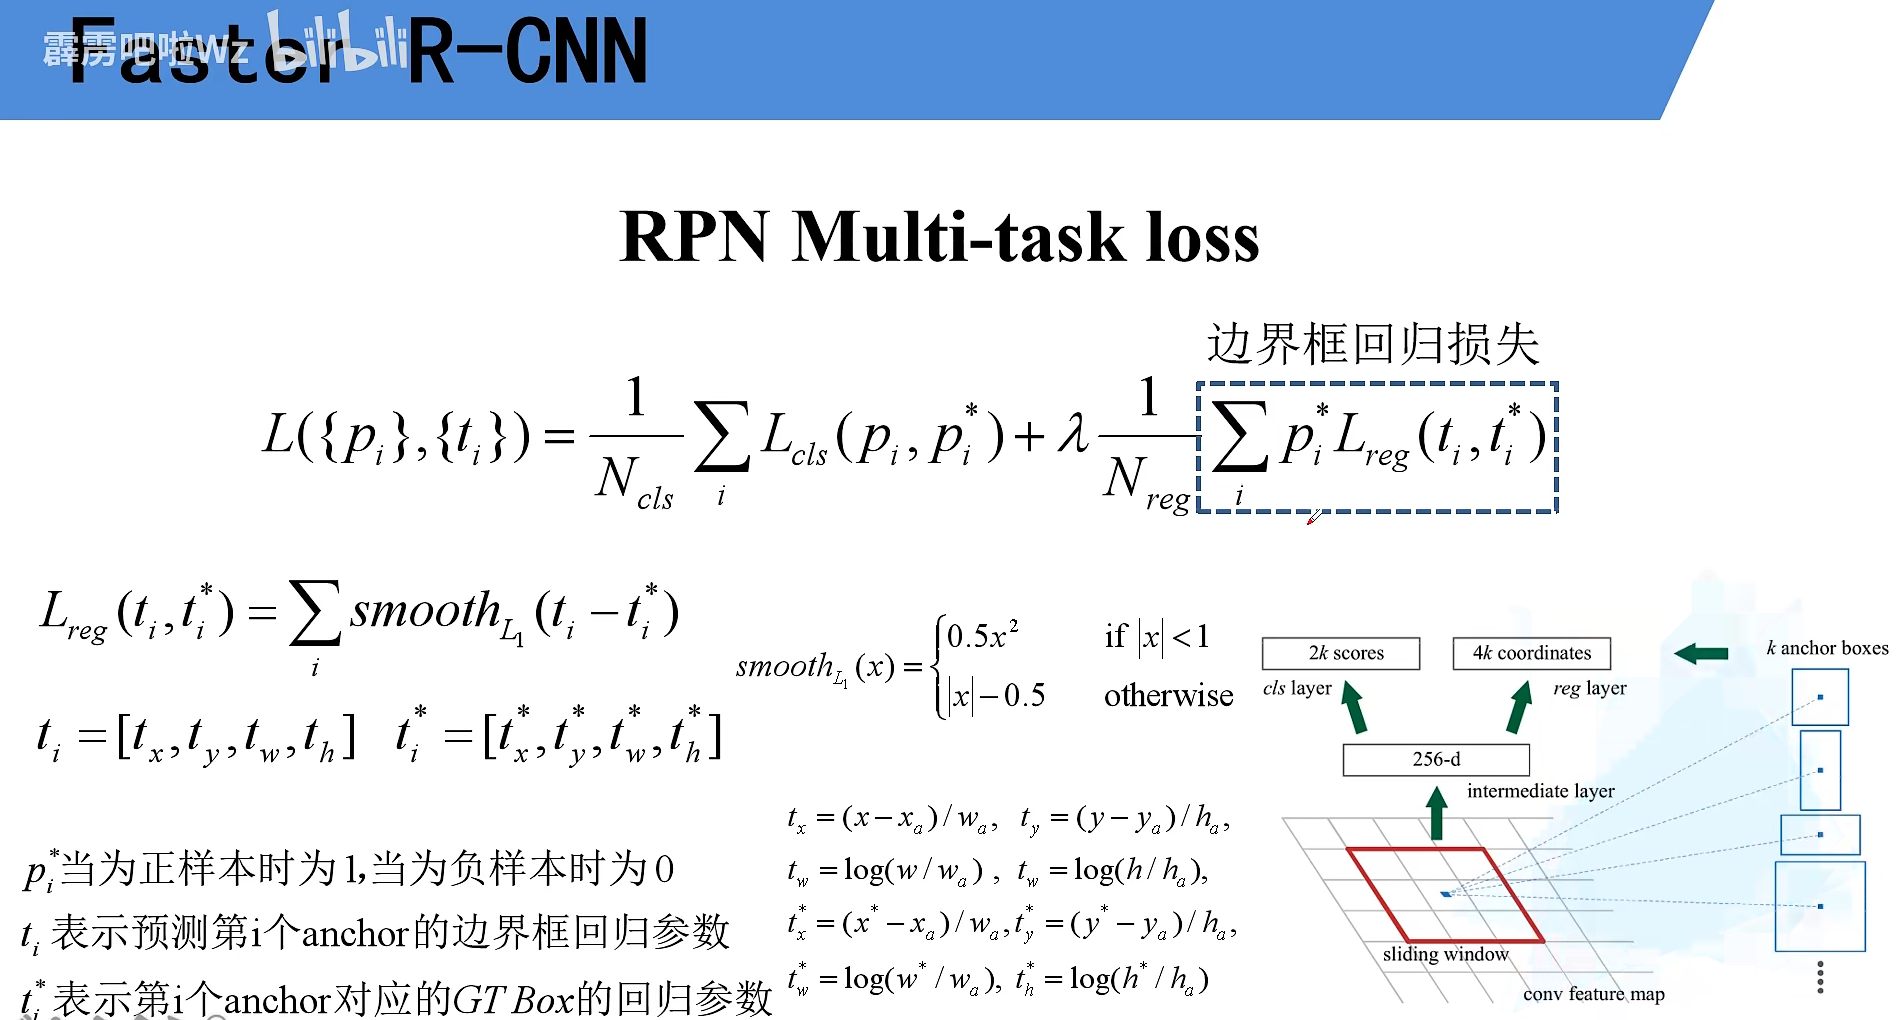 Faster R-CNN
霹雳吧啦Wz bilibili
RPN Multi-task loss
边界框回归损失
L({p_i},{t_i}) = \frac{1}{N_{cls}} \sum_i L_{cls}(p_i, p_i^*) + λ \frac{1}{N_{reg}} \sum_i p_i^* L_{reg}(t_i, t_i^*)
L_{reg}(t_i, t_i^*) = \sum_i smooth_{L_1}(t_i − t_i^*)
smooth_{L_1}(x) = { 0.5x^2 if |x| < 1
|x| − 0.5 otherwise
t_i = [t_x, t_y, t_w, t_h] t_i^* = [t_x^*, t_y^*, t_w^*, t_h^*]
p_i^*当为正样本时为1,当为负样本时为0
t_i 表示预测第i个anchor的边界框回归参数
t_i^*表示第i个anchor对应的GT Box的回归参数
t_x = (x − x_a) / w_a, t_y = (y − y_a) / h_a,
t_w = log(w / w_a) , t_w = log(h / h_a),
t_x^* = (x^* − x_a) / w_a, t_y^* = (y^* − y_a) / h_a,
t_w^* = log(w^* / w_a), t_h^* = log(h^* / h_a)
2k scores
4k coordinates
k anchor boxes
cls layer
reg layer
256-d
intermediate layer
sliding window
conv feature map